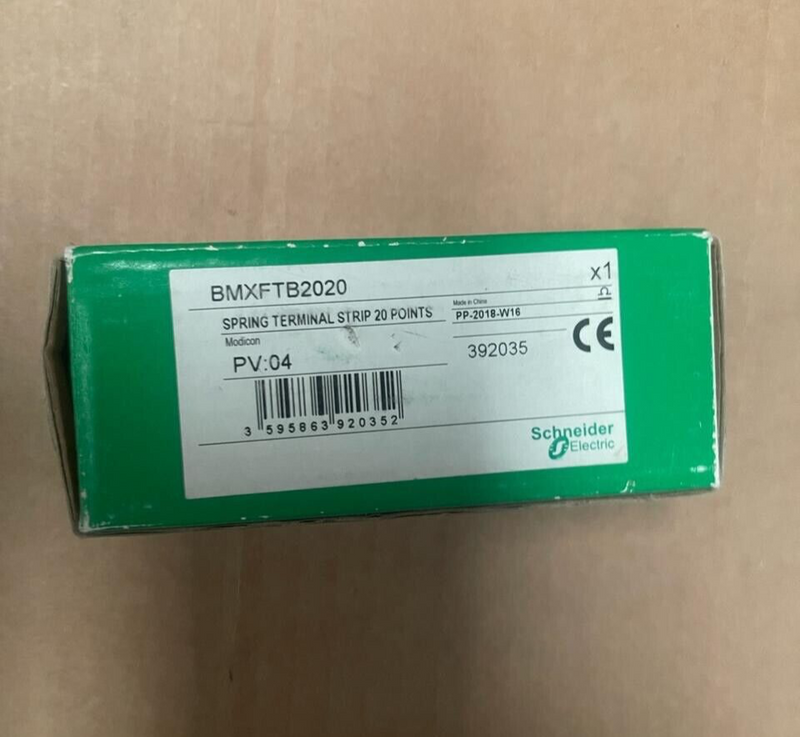 BMXFTB2020
x1
SPRING TERMINAL STRIP 20 POINTS
Modicon
PV:04
Made in China
PP-2018-W16
392035
CE
3 595863 920352
Schneider
Electric